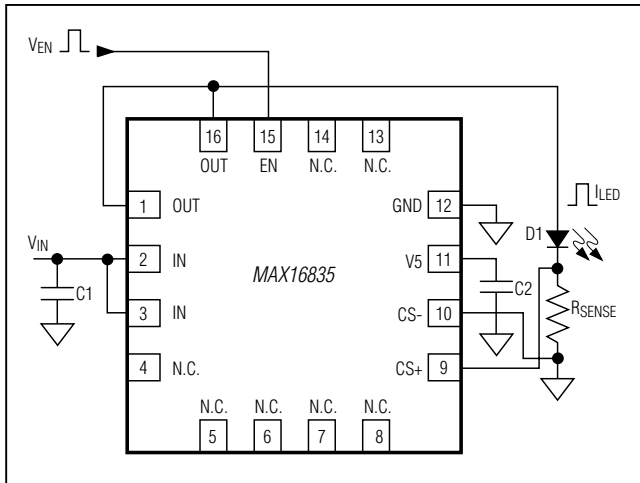 VEN
16 15 14 13
OUT EN N.C. N.C.
1 OUT
GND 12
ILED
D1
VIN
2 IN
MAX16835
V5 11
C1
C2
3 IN
CS- 10
RSENSE
4 N.C.
CS+ 9
N.C. N.C. N.C. N.C.
5 6 7 8